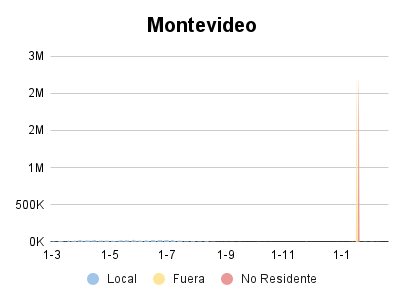 Montevideo
3M
2M
2M
1M
500K
0K
1-3 1-5 1-7 1-9 1-11 1-1
Local Fuera No Residente